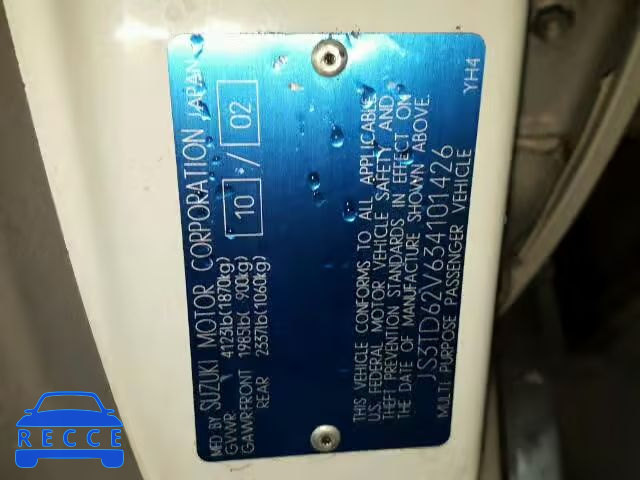 MFD BY SUZUKI MOTOR CORPORATION JAPAN
GVWR 4123lb(1870kg) 10 / 02
GAWRFRONT 1985lb( 900kg)
REAR 2337lb(1060kg)
THIS VEHICLE CONFORMS TO ALL APPLICABLE
U.S. FEDERAL MOTOR VEHICLE SAFETY AND
THEFT PREVENTION STANDARDS IN EFFECT ON
THE DATE OF MANUFACTURE SHOWN ABOVE.
JS3TD62V634101426
MULTI PURPOSE PASSENGER VEHICLE YH4
RECCE